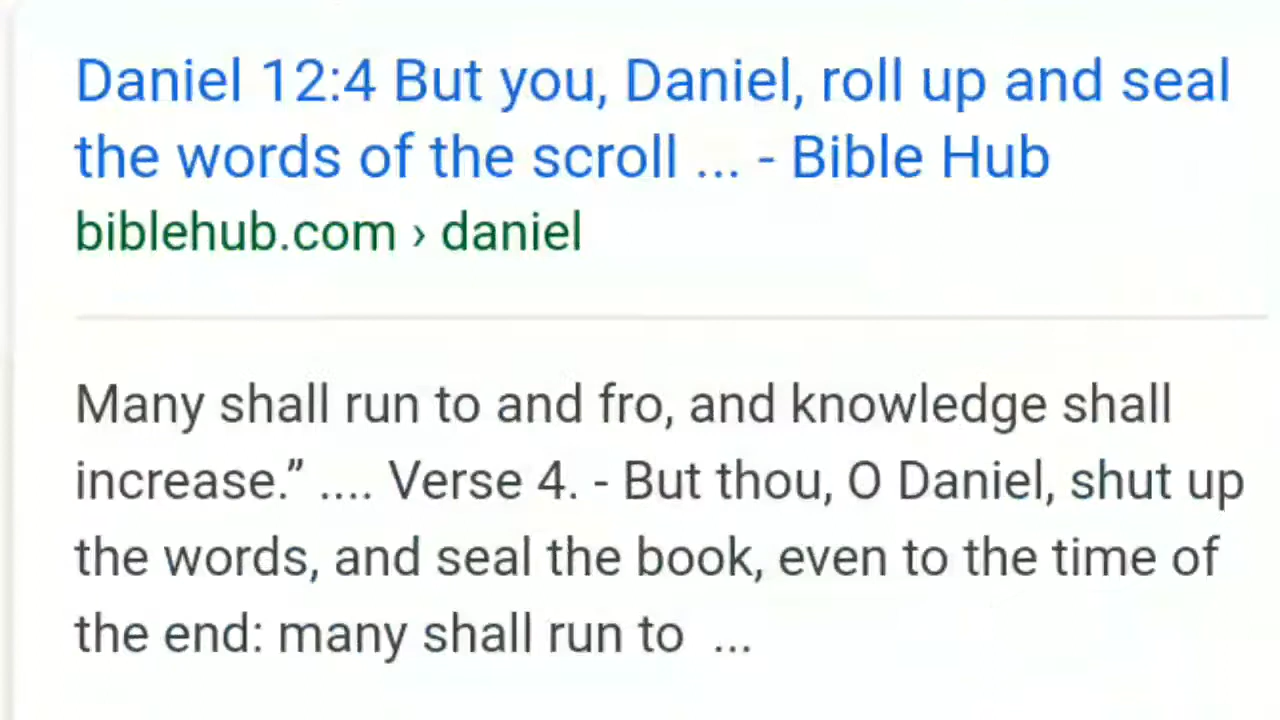 Daniel 12:4 But you, Daniel, roll up and seal
the words of the scroll ... - Bible Hub
biblehub.com › daniel
Many shall run to and fro, and knowledge shall
increase.” .... Verse 4. - But thou, O Daniel, shut up
the words, and seal the book, even to the time of
the end: many shall run to ...